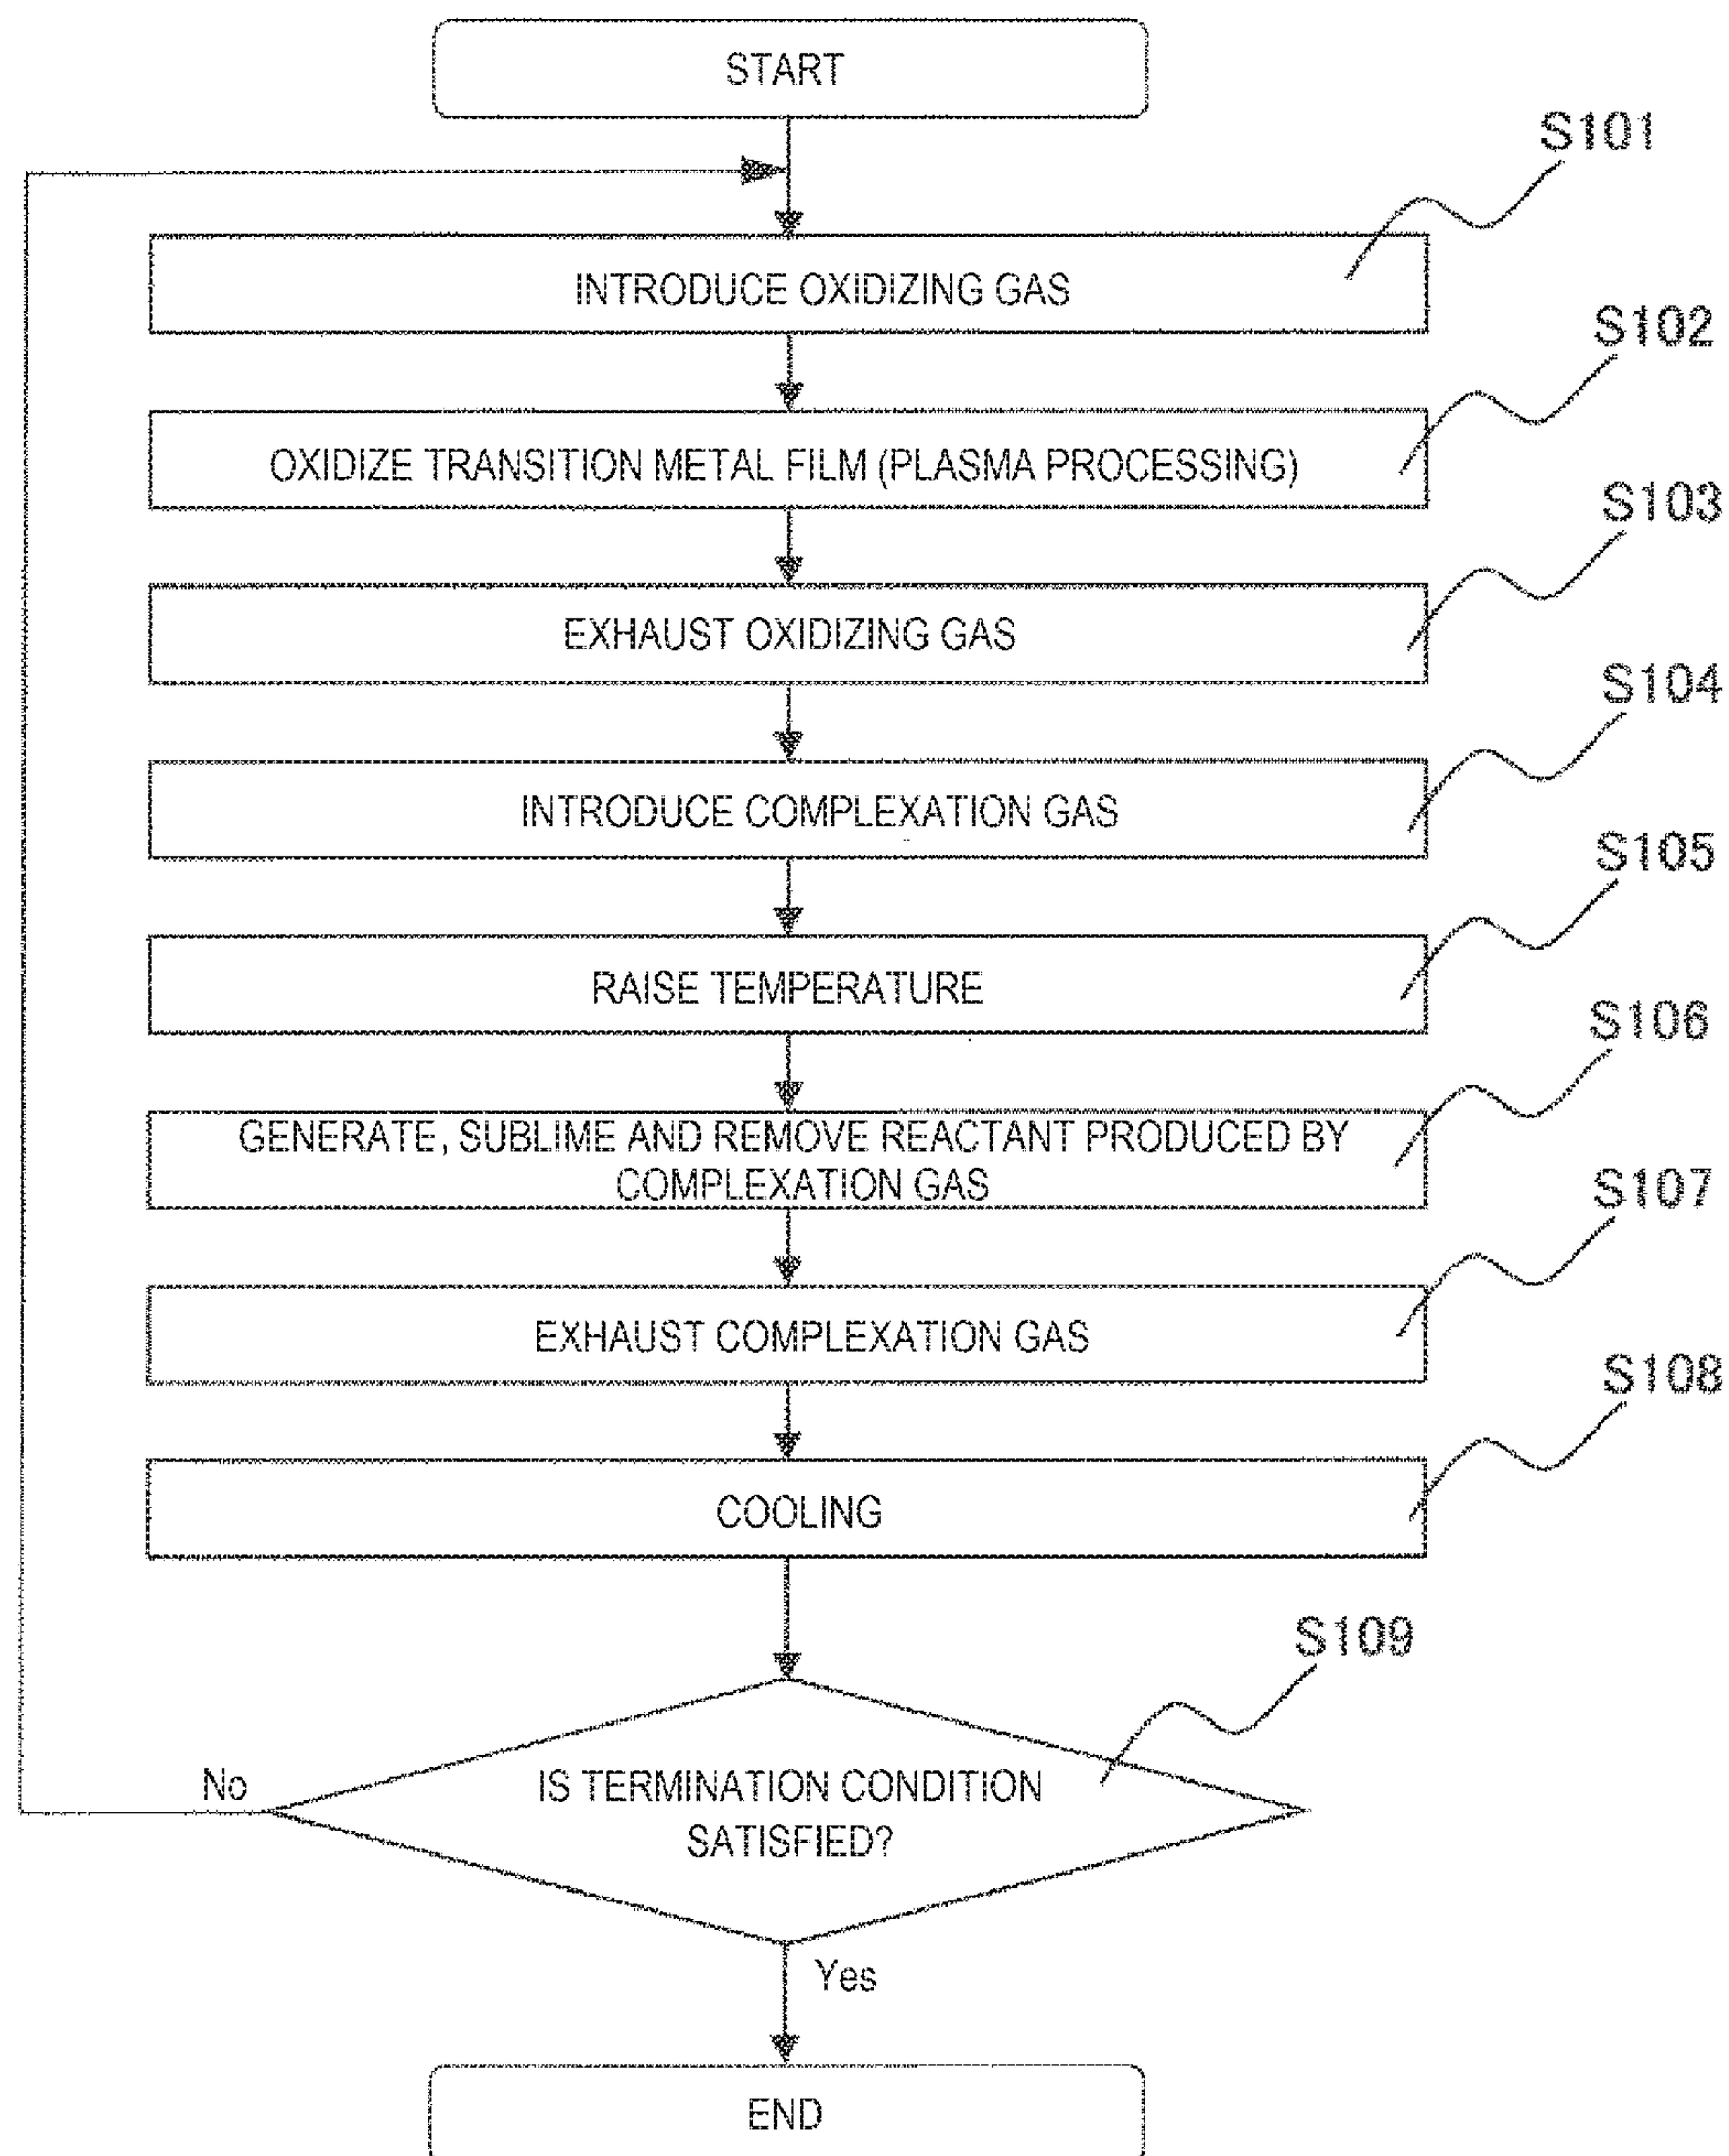 START
S101
INTRODUCE OXIDIZING GAS
S102
OXIDIZE TRANSITION METAL FILM (PLASMA PROCESSING)
S103
EXHAUST OXIDIZING GAS
S104
INTRODUCE COMPLEXATION GAS
S105
RAISE TEMPERATURE
S106
GENERATE, SUBLIME AND REMOVE REACTANT PRODUCED BY
COMPLEXATION GAS
S107
EXHAUST COMPLEXATION GAS
S108
COOLING
S109
No
IS TERMINATION CONDITION
SATISFIED?
Yes
END